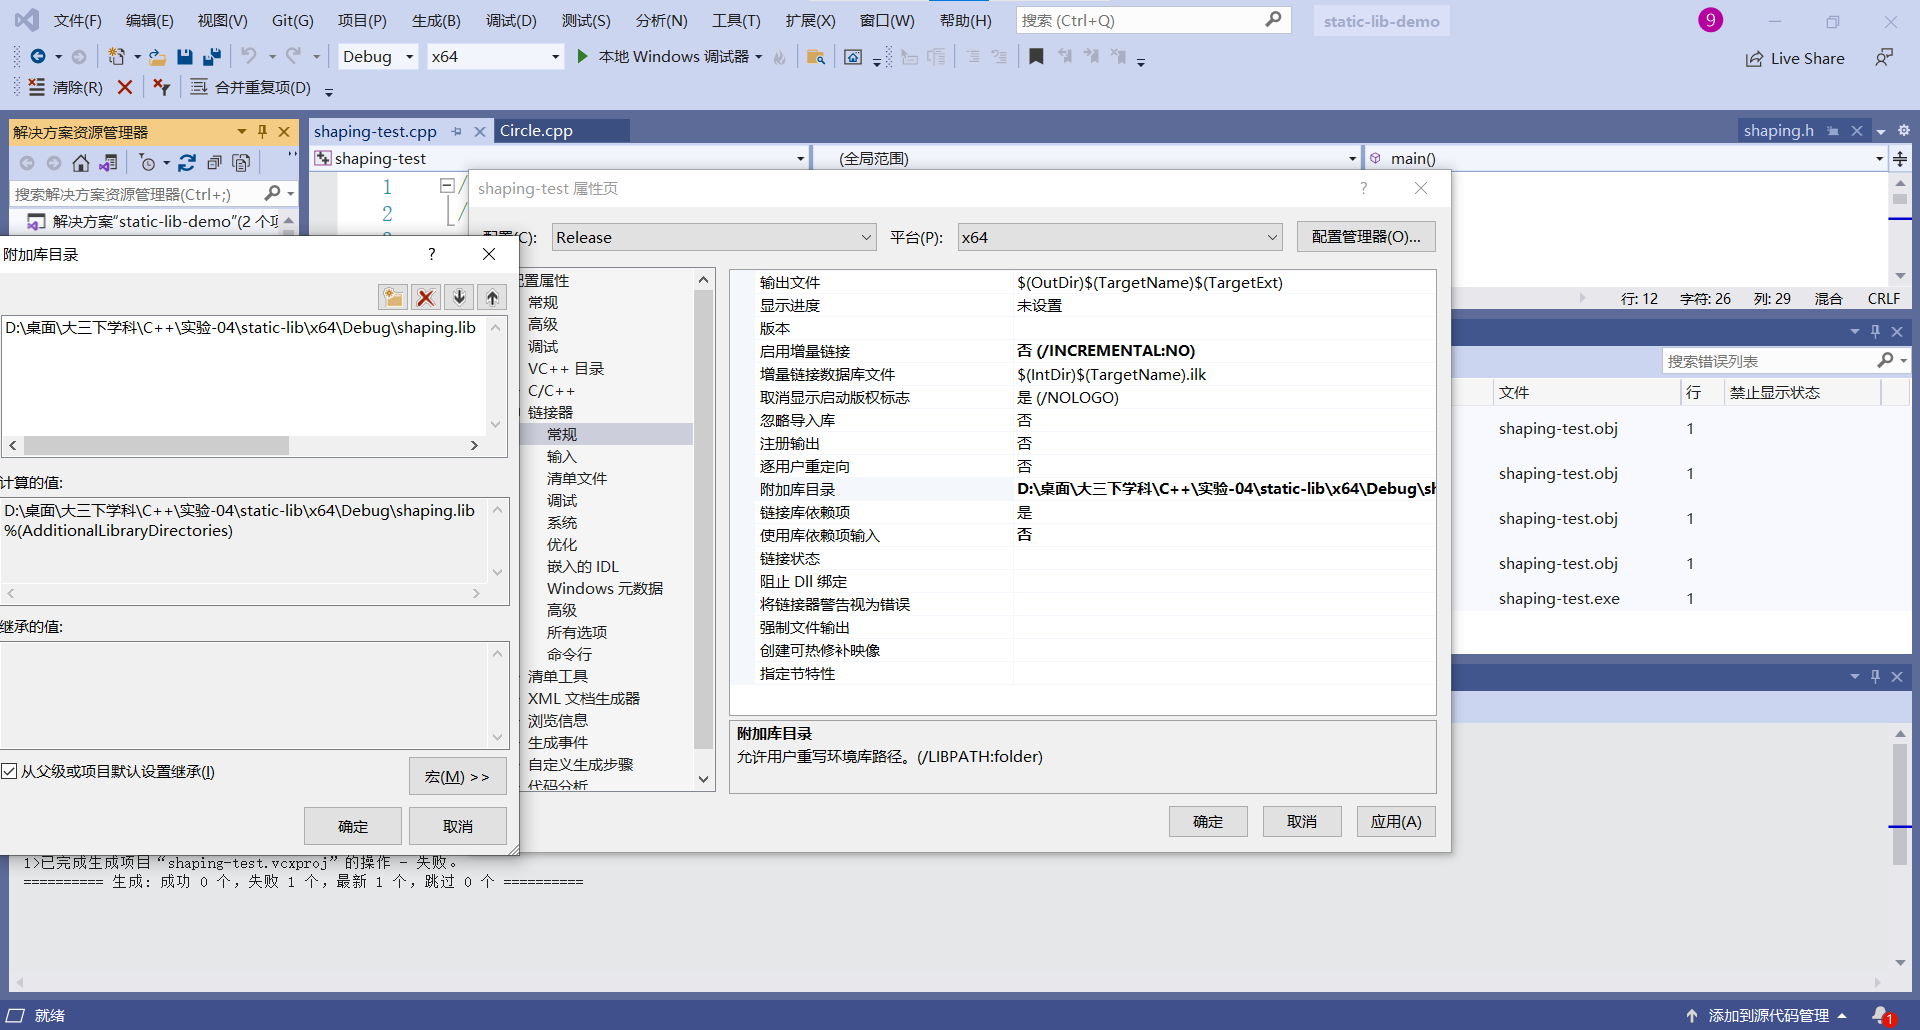 文件(F) 编辑(E) 视图(V) Git(G) 项目(P) 生成(B) 调试(D) 测试(S) 分析(N) 工具(T) 扩展(X) 窗口(W) 帮助(H) 搜索 (Ctrl+Q) static-lib-demo 9
Debug x64 本地 Windows 调试器 Live Share
清除(R) 合并重复项(D)
解决方案资源管理器
搜索解决方案资源管理器(Ctrl+;)
解决方案“static-lib-demo”(2 个项
shaping-test.cpp Circle.cpp shaping.h
shaping-test (全局范围) main()
1 /
2 /
shaping-test 属性页
配置(C): Release 平台(P): x64 配置管理器(O)...
配置属性
常规
高级
调试
VC++ 目录
C/C++
链接器
常规
输入
清单文件
调试
系统
优化
嵌入的 IDL
Windows 元数据
高级
所有选项
命令行
清单工具
XML 文档生成器
浏览信息
生成事件
自定义生成步骤
代码分析
输出文件 $(OutDir)$(TargetName)$(TargetExt)
显示进度 未设置
版本
启用增量链接 否 (/INCREMENTAL:NO)
增量链接数据库文件 $(IntDir)$(TargetName).ilk
取消显示启动版权标志 是 (/NOLOGO)
忽略导入库 否
注册输出 否
逐用户重定向 否
附加库目录 D:\桌面\大三下学科\C++\实验-04\static-lib\x64\Debug\sh
链接库依赖项 是
使用库依赖项输入 否
链接状态
阻止 Dll 绑定
将链接器警告视为错误
强制文件输出
创建可热修补映像
指定节特性
附加库目录
允许用户重写环境库路径。(/LIBPATH:folder)
确定 取消 应用(A)
附加库目录
D:\桌面\大三下学科\C++\实验-04\static-lib\x64\Debug\shaping.lib
计算的值:
D:\桌面\大三下学科\C++\实验-04\static-lib\x64\Debug\shaping.lib
%(AdditionalLibraryDirectories)
继承的值:
从父级或项目默认设置继承(I)
宏(M) >>
确定 取消
行: 12 字符: 26 列: 29 混合 CRLF
搜索错误列表
文件 行 禁止显示状态
shaping-test.obj 1
shaping-test.obj 1
shaping-test.obj 1
shaping-test.obj 1
shaping-test.exe 1
1>已完成生成项目“shaping-test.vcxproj”的操作 - 失败。
========== 生成: 成功 0 个，失败 1 个，最新 1 个，跳过 0 个 ==========
就绪 添加到源代码管理 1